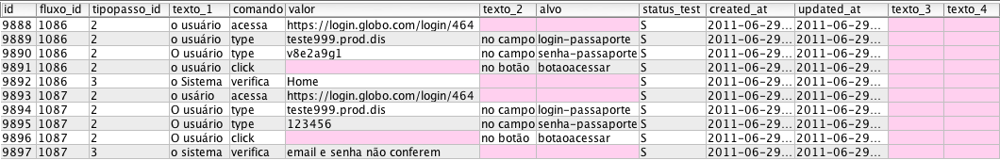 id fluxo_id tipopasso_id texto_1 comando valor texto_2 alvo status_test created_at updated_at texto_3 texto_4
9888 1086 2 o usuário acessa https://login.globo.com/login/464 S 2011-06-29... 2011-06-29...
9889 1086 2 o usuário type teste999.prod.dis no campo login-passaporte S 2011-06-29... 2011-06-29...
9890 1086 2 O usuário type v8e2a9g1 no campo senha-passaporte S 2011-06-29... 2011-06-29...
9891 1086 2 o usuário click no botão botaoacessar S 2011-06-29... 2011-06-29...
9892 1086 3 o Sistema verifica Home S 2011-06-29... 2011-06-29...
9893 1087 2 o usário acessa https://login.globo.com/login/464 S 2011-06-29... 2011-06-29...
9894 1087 2 O usuário type teste999.prod.dis no campo login-passaporte S 2011-06-29... 2011-06-29...
9895 1087 2 O usuário type 123456 no campo senha-passaporte S 2011-06-29... 2011-06-29...
9896 1087 2 O usuário click no botão botaoacessar S 2011-06-29... 2011-06-29...
9897 1087 3 o sistema verifica email e senha não conferem S 2011-06-29... 2011-06-29...